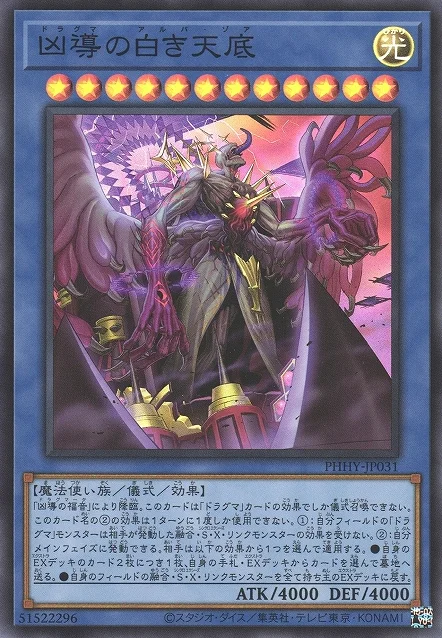 凶導の白き天底
ドラグマ アルバ ゾア
光
PHHY-JP031
【魔法使い族／儀式／効果】
「凶導の福音」により降臨。このカードは「ドラグマ」カードの効果でしか儀式召喚できない。
このカード名の②の効果は1ターンに1度しか使用できない。①：自分フィールドの「ドラ
グマ」モンスターは相手が発動した融合・S・X・リンクモンスターの効果を受けない。②：自分
メインフェイズに発動できる。相手は以下の効果から1つを選んで適用する。●自身の
EXデッキのカード2枚につき1枚、自身の手札・EXデッキからカードを選んで墓地へ
送る。●自身のフィールドの融合・S・X・リンクモンスターを全て持ち主のEXデッキに戻す。
ATK/4000 DEF/4000
51522296
©スタジオ・ダイス／集英社・テレビ東京・KONAMI